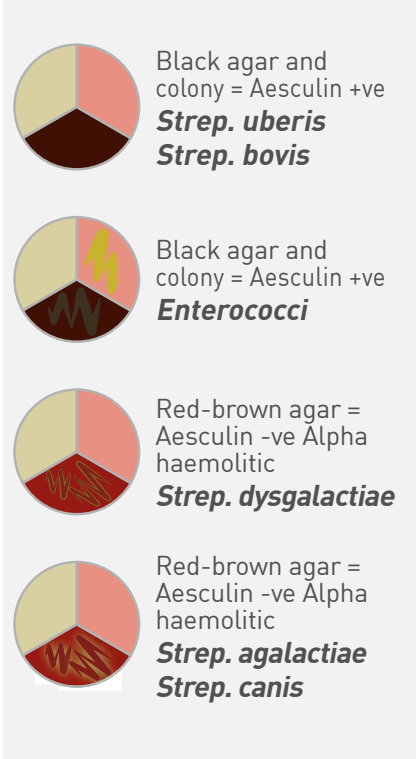 Black agar and
colony = Aesculin +ve
Strep. uberis
Strep. bovis
Black agar and
colony = Aesculin +ve
Enterococci
Red-brown agar =
Aesculin -ve Alpha
haemolitic
Strep. dysgalactiae
Red-brown agar =
Aesculin -ve Alpha
haemolitic
Strep. agalactiae
Strep. canis